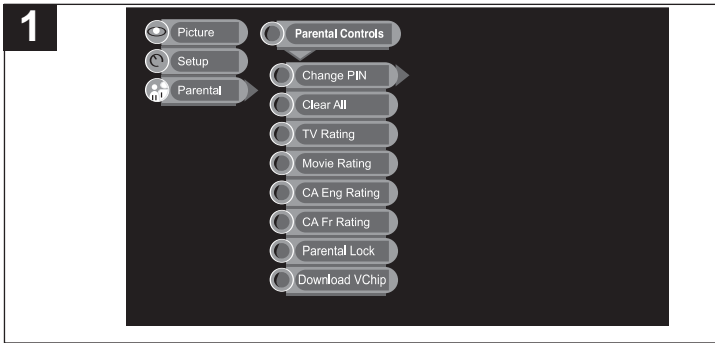 1
Picture
Setup
Parental
Parental Controls
Change PIN
Clear All
TV Rating
Movie Rating
CA Eng Rating
CA Fr Rating
Parental Lock
Download VChip